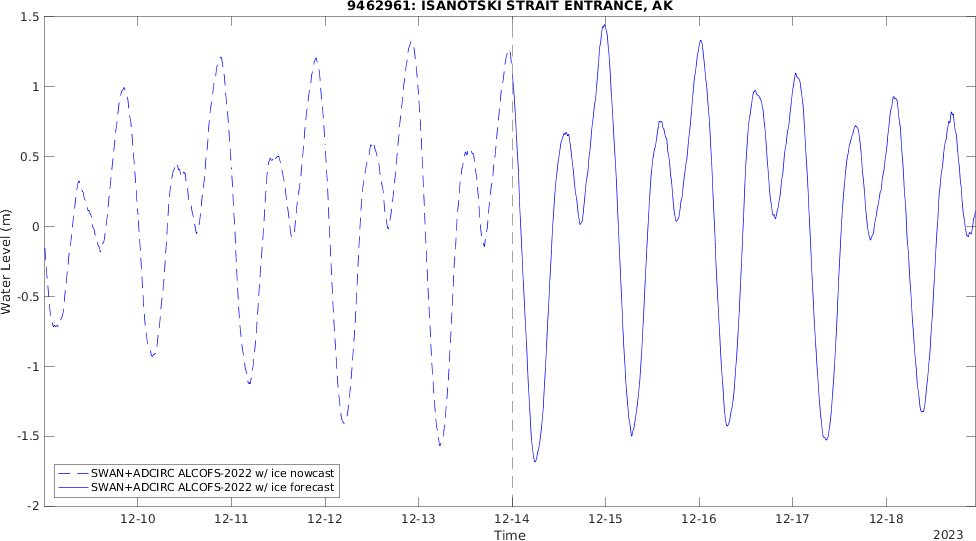 9462961: ISANOTSKI STRAIT ENTRANCE, AK
1.5
1
0.5
0
-0.5
-1
-1.5
-2
Water Level (m)
SWAN+ADCIRC ALCOFS-2022 w/ ice nowcast
SWAN+ADCIRC ALCOFS-2022 w/ ice forecast
12-10 12-11 12-12 12-13 12-14 12-15 12-16 12-17 12-18
Time
2023